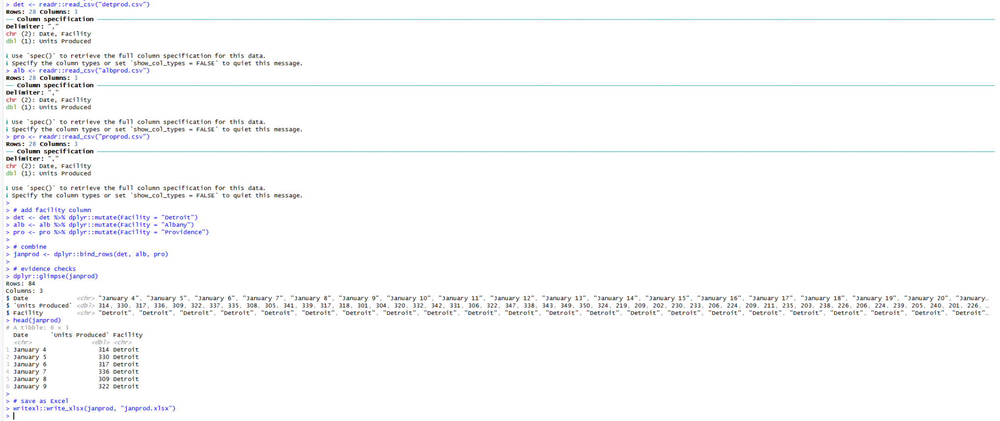 > det <- readr::read_csv("detprod.csv")
Rows: 28 Columns: 3
── Column specification ──
Delimiter: ","
chr (2): Date, Facility
dbl (1): Units Produced
ℹ Use `spec()` to retrieve the full column specification for this data.
ℹ Specify the column types or set `show_col_types = FALSE` to quiet this message.
> alb <- readr::read_csv("albprod.csv")
Rows: 28 Columns: 3
── Column specification ──
Delimiter: ","
chr (2): Date, Facility
dbl (1): Units Produced
ℹ Use `spec()` to retrieve the full column specification for this data.
ℹ Specify the column types or set `show_col_types = FALSE` to quiet this message.
> pro <- readr::read_csv("proprod.csv")
Rows: 28 Columns: 3
── Column specification ──
Delimiter: ","
chr (2): Date, Facility
dbl (1): Units Produced
ℹ Use `spec()` to retrieve the full column specification for this data.
ℹ Specify the column types or set `show_col_types = FALSE` to quiet this message.
>
> # add facility column
> det <- det %>% dplyr::mutate(Facility = "Detroit")
> alb <- alb %>% dplyr::mutate(Facility = "Albany")
> pro <- pro %>% dplyr::mutate(Facility = "Providence")
>
> # combine
> janprod <- dplyr::bind_rows(det, alb, pro)
>
> # evidence checks
> dplyr::glimpse(janprod)
Rows: 84
Columns: 3
$ Date             <chr> "January 4", "January 5", "January 6", "January 7", "January 8", "January 9", "January 10", "January 11", "January 12", "January 13", "January 14", "January 15", "January 16", "January 17", "January 18", "January 19", "January 20", "January…
$ `Units Produced` <dbl> 314, 330, 317, 336, 309, 322, 337, 335, 308, 305, 341, 339, 317, 318, 301, 304, 320, 332, 342, 331, 306, 322, 347, 338, 343, 349, 350, 324, 219, 209, 202, 230, 233, 206, 224, 209, 211, 235, 203, 238, 226, 206, 224, 239, 205, 240, 201, 226, …
$ Facility         <chr> "Detroit", "Detroit", "Detroit", "Detroit", "Detroit", "Detroit", "Detroit", "Detroit", "Detroit", "Detroit", "Detroit", "Detroit", "Detroit", "Detroit", "Detroit", "Detroit", "Detroit", "Detroit", "Detroit", "Detroit", "Detroit", "Detroit"…
> head(janprod)
# A tibble: 6 × 3
Date      `Units Produced` Facility
<chr>                <dbl> <chr>
1 January 4              314 Detroit
2 January 5              330 Detroit
3 January 6              317 Detroit
4 January 7              336 Detroit
5 January 8              309 Detroit
6 January 9              322 Detroit
>
> # save as Excel
> writexl::write_xlsx(janprod, "janprod.xlsx")
>